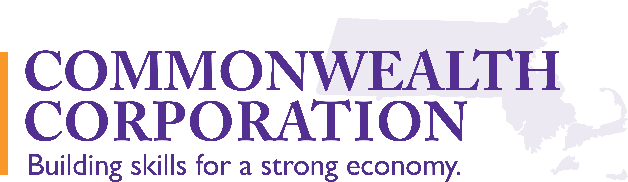 COMMONWEALTH
CORPORATION
Building skills for a strong economy.